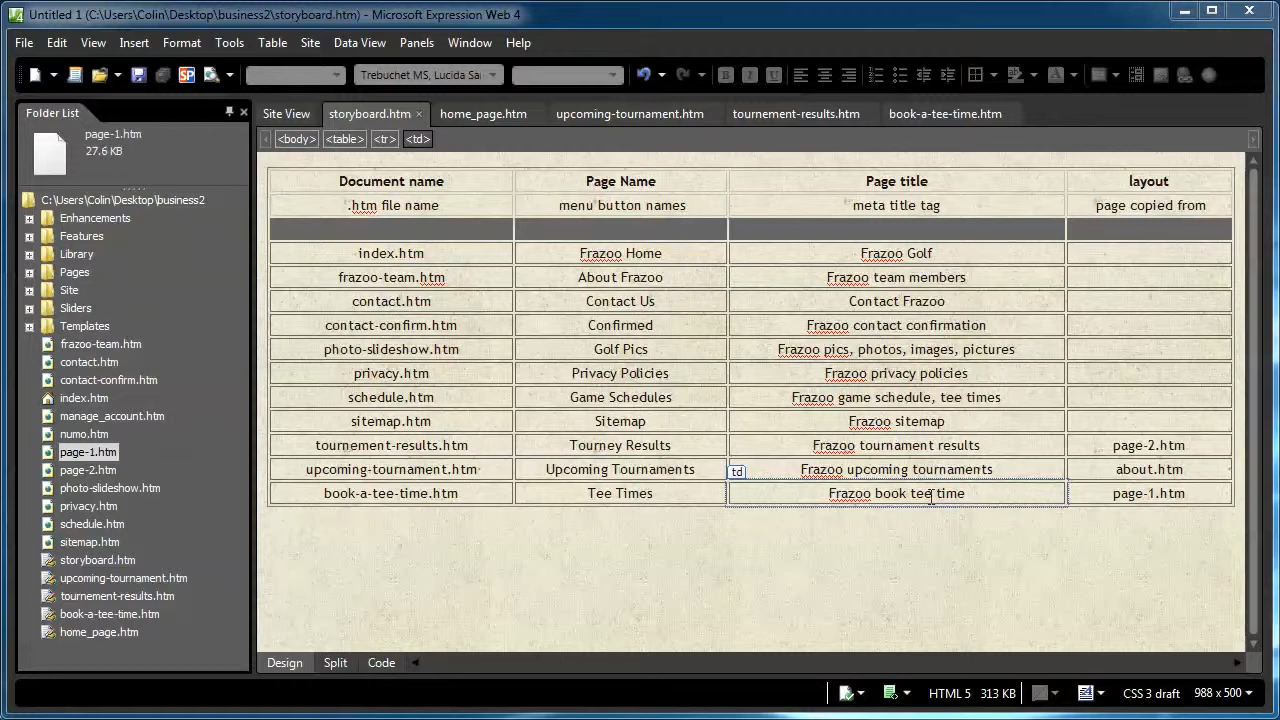 Untitled 1 (C:\Users\Colin\Desktop\business2\storyboard.htm) - Microsoft Expression Web 4
File Edit View Insert Format Tools Table Site Data View Panels Window Help
Trebuchet MS, Lucida Sa
Folder List
Site View storyboard.htm home_page.htm upcoming-tournament.htm tournement-results.htm book-a-tee-time.htm
page-1.htm
27.6 KB
<body> <table> <tr> <td>
C:\Users\Colin\Desktop\business2
Enhancements
Features
Library
Pages
Site
Sliders
Templates
frazoo-team.htm
contact.htm
contact-confirm.htm
index.htm
manage_account.htm
numo.htm
page-1.htm
page-2.htm
photo-slideshow.htm
privacy.htm
schedule.htm
sitemap.htm
storyboard.htm
upcoming-tournament.htm
tournement-results.htm
book-a-tee-time.htm
home_page.htm
Document name Page Name Page title layout
.htm file name menu button names meta title tag page copied from
index.htm Frazoo Home Frazoo Golf
frazoo-team.htm About Frazoo Frazoo team members
contact.htm Contact Us Contact Frazoo
contact-confirm.htm Confirmed Frazoo contact confirmation
photo-slideshow.htm Golf Pics Frazoo pics, photos, images, pictures
privacy.htm Privacy Policies Frazoo privacy policies
schedule.htm Game Schedules Frazoo game schedule, tee times
sitemap.htm Sitemap Frazoo sitemap
tournement-results.htm Tourney Results Frazoo tournament results page-2.htm
upcoming-tournament.htm Upcoming Tournaments Frazoo upcoming tournaments about.htm
td
book-a-tee-time.htm Tee Times Frazoo book tee time page-1.htm
Design Split Code
HTML 5 313 KB CSS 3 draft 988 x 500